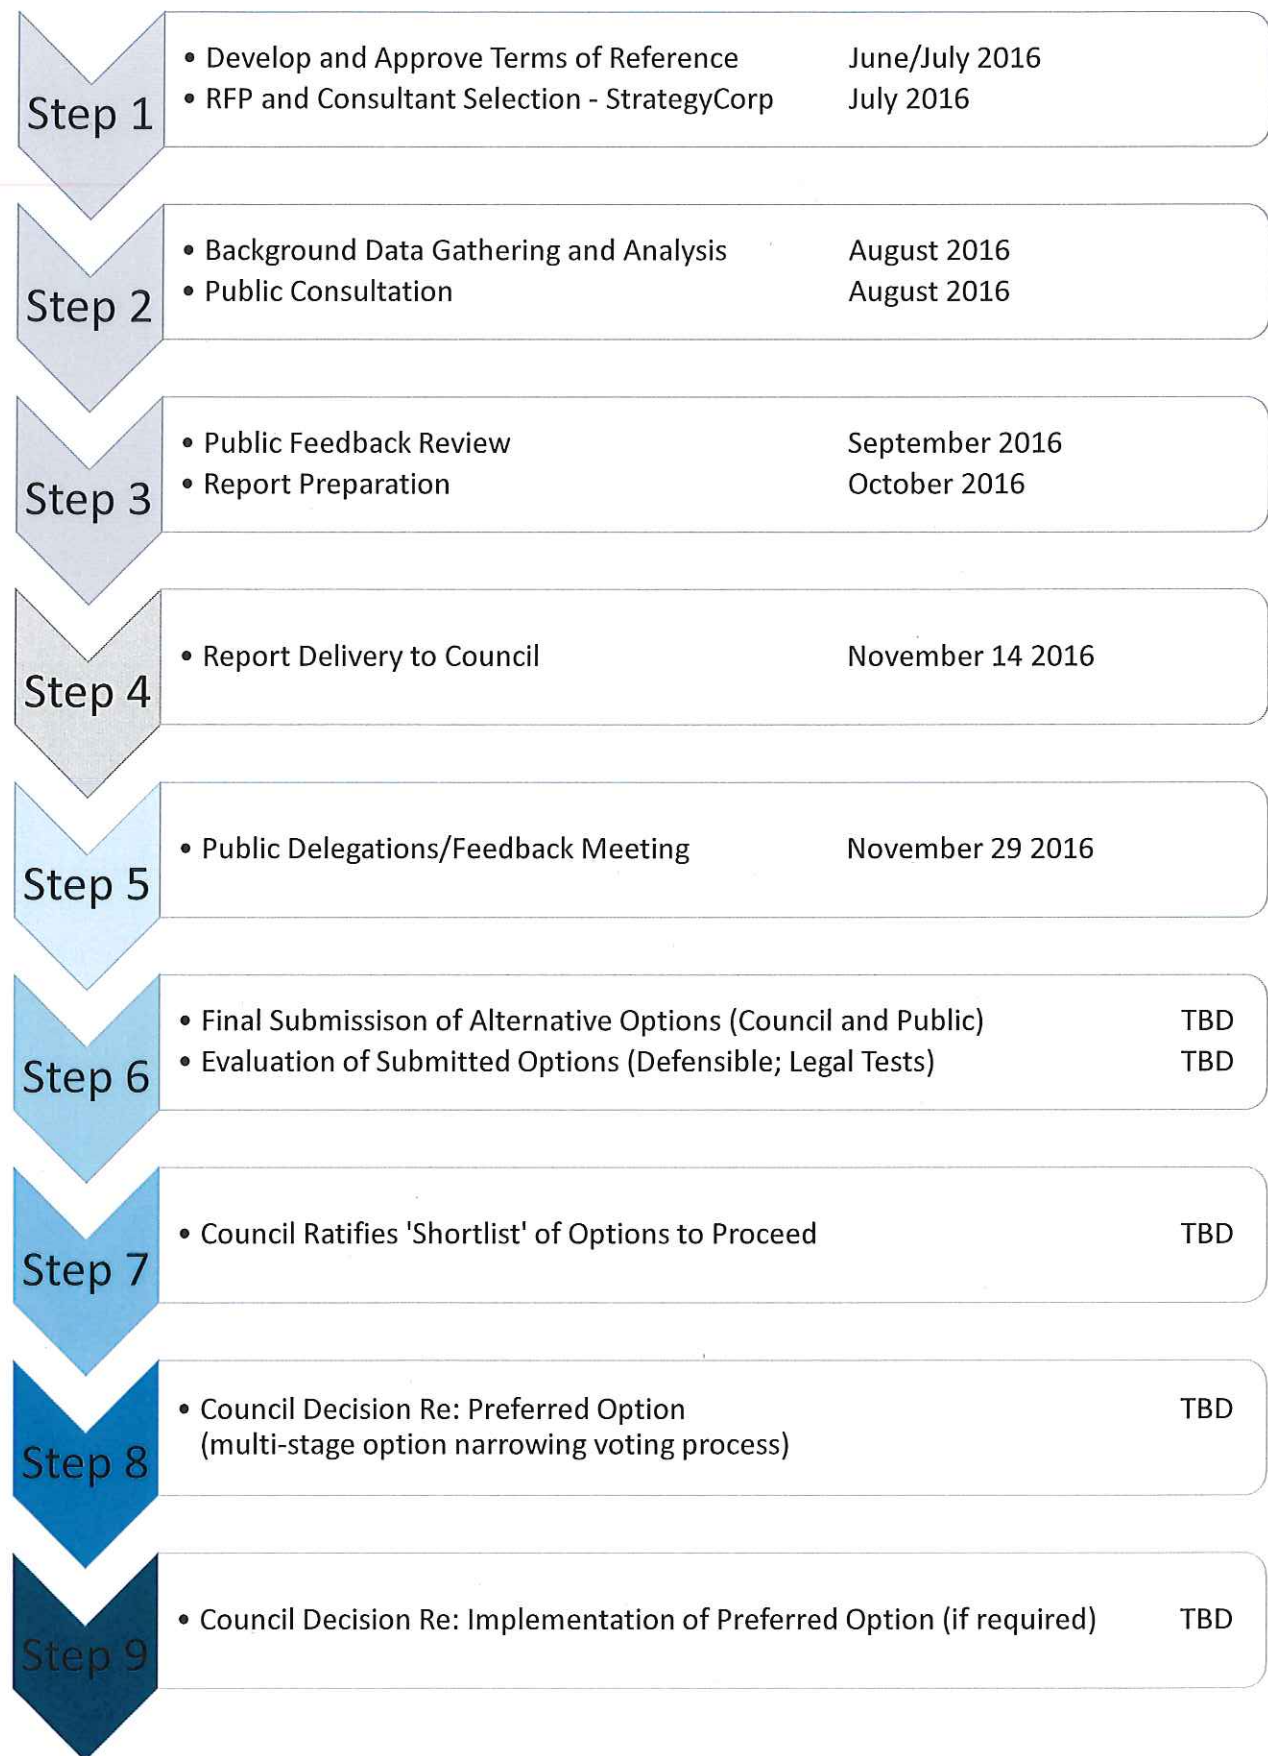 Step 1
• Develop and Approve Terms of Reference June/July 2016
• RFP and Consultant Selection - StrategyCorp July 2016
Step 2
• Background Data Gathering and Analysis August 2016
• Public Consultation August 2016
Step 3
• Public Feedback Review September 2016
• Report Preparation October 2016
Step 4
• Report Delivery to Council November 14 2016
Step 5
• Public Delegations/Feedback Meeting November 29 2016
Step 6
• Final Submissison of Alternative Options (Council and Public) TBD
• Evaluation of Submitted Options (Defensible; Legal Tests) TBD
Step 7
• Council Ratifies 'Shortlist' of Options to Proceed TBD
Step 8
• Council Decision Re: Preferred Option TBD
(multi-stage option narrowing voting process)
Step 9
• Council Decision Re: Implementation of Preferred Option (if required) TBD